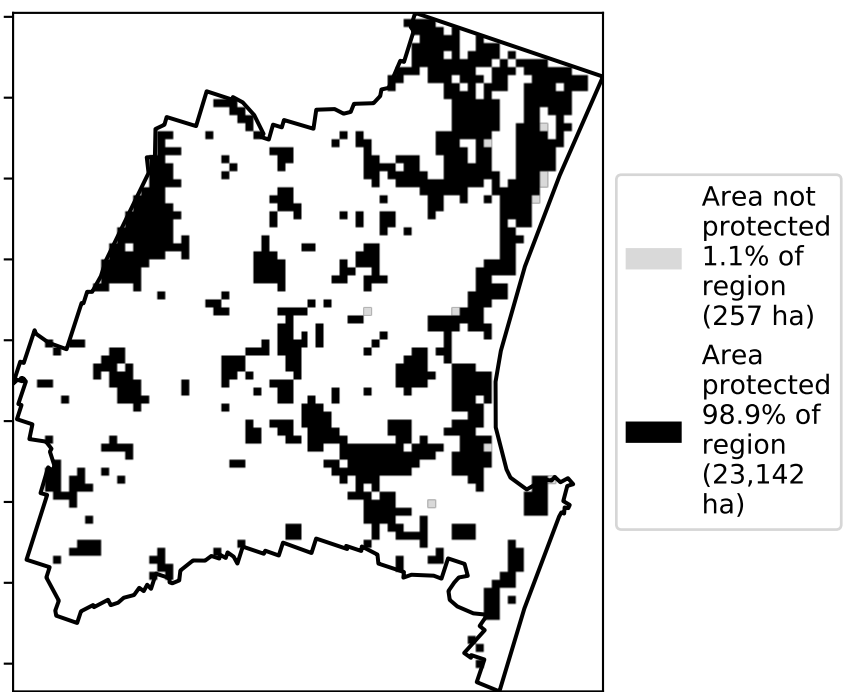 Area not
protected
1.1% of
region
(257 ha)
Area
protected
98.9% of
region
(23,142
ha)